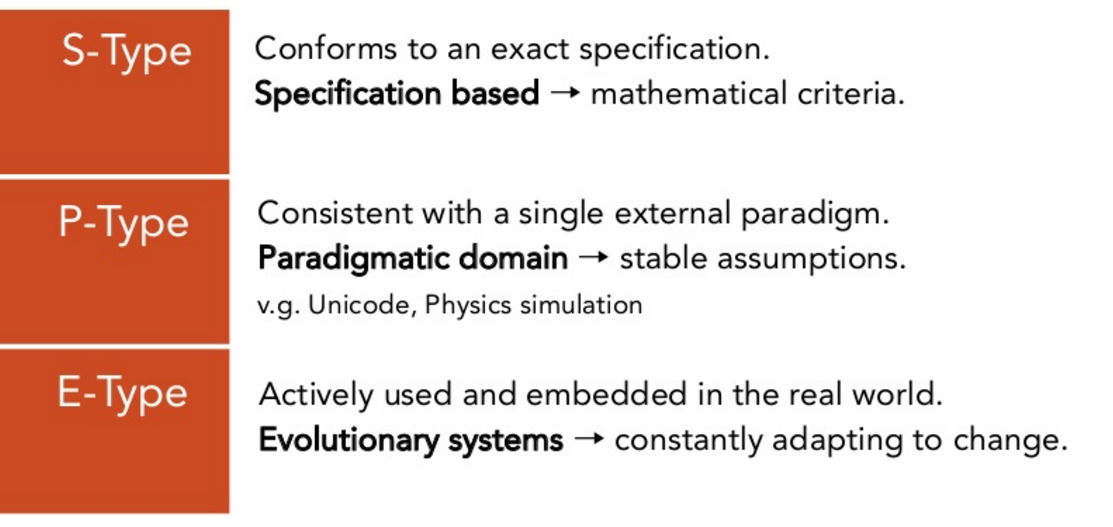 S-Type
Conforms to an exact specification.
Specification based → mathematical criteria.
P-Type
Consistent with a single external paradigm.
Paradigmatic domain → stable assumptions.
v.g. Unicode, Physics simulation
E-Type
Actively used and embedded in the real world.
Evolutionary systems → constantly adapting to change.